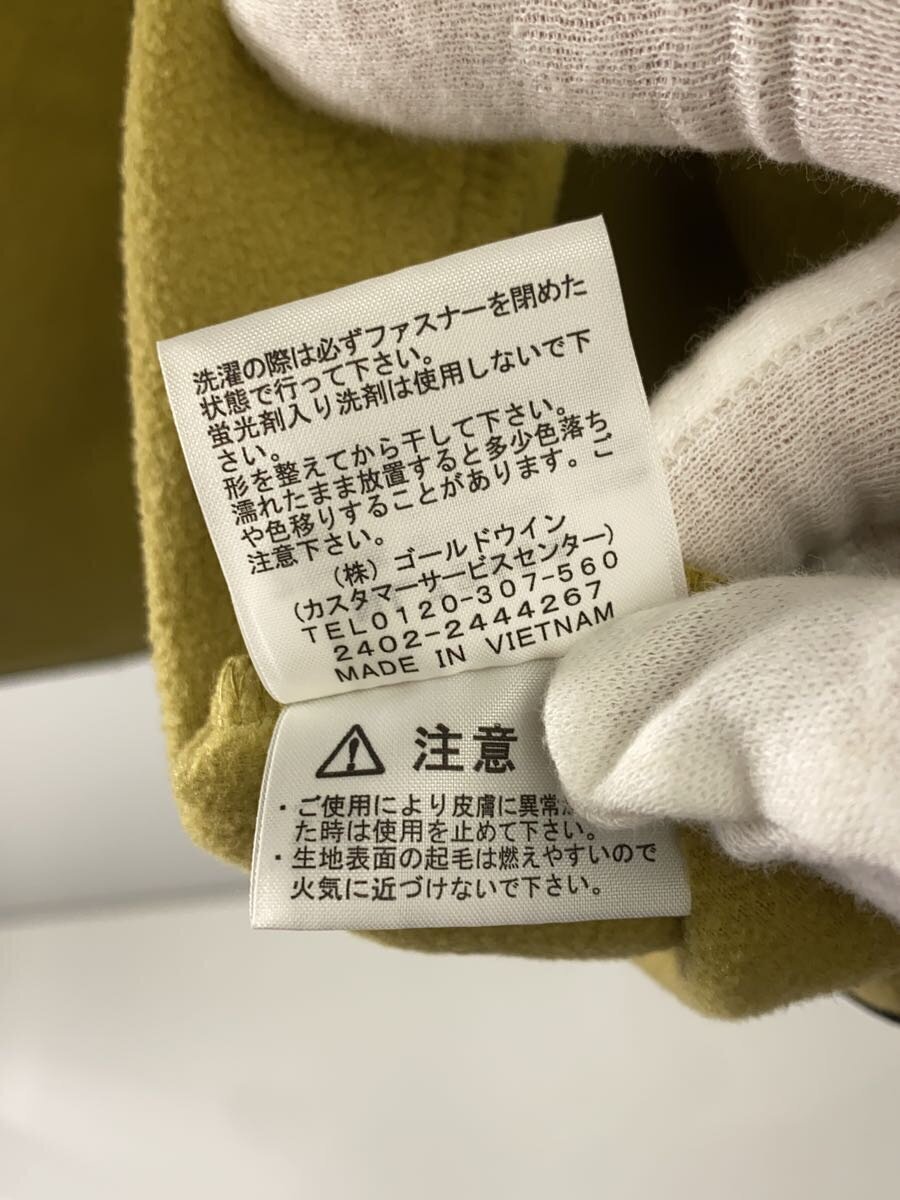 洗濯の際は必ずファスナーを閉めた
状態で行って下さい。
蛍光剤入り洗剤は使用しないで下
さい。
形を整えてから干して下さい。
濡れたまま放置すると多少色落ち
や色移りすることがあります。ご
注意下さい。
(株)ゴールドウイン
(カスタマーサービスセンター)
TEL0120-307-560
2402-2444267
MADE IN VIETNAM
注意
・ご使用により皮膚に異常
た時は使用を止めて下さい。
・生地表面の起毛は燃えやすいので
火気に近づけないで下さい。